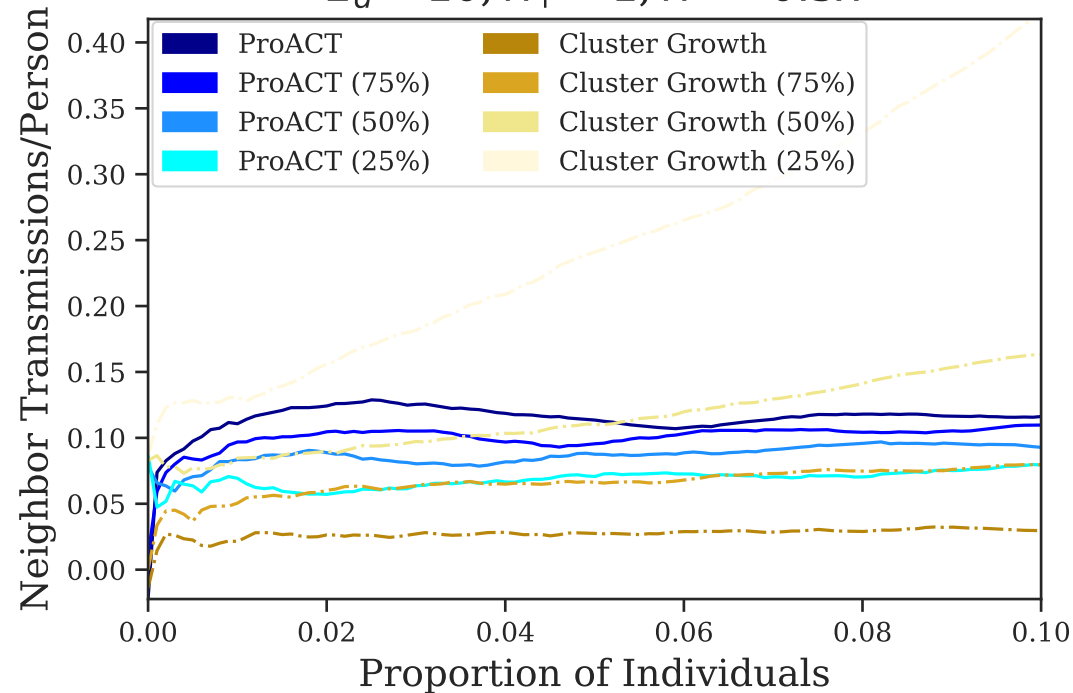 0.40
0.35
0.30
0.25
0.20
0.15
0.10
0.05
0.00
Neighbor Transmissions/Person
ProACT
ProACT (75%)
ProACT (50%)
ProACT (25%)
Cluster Growth
Cluster Growth (75%)
Cluster Growth (50%)
Cluster Growth (25%)
0.00 0.02 0.04 0.06 0.08 0.10
Proportion of Individuals